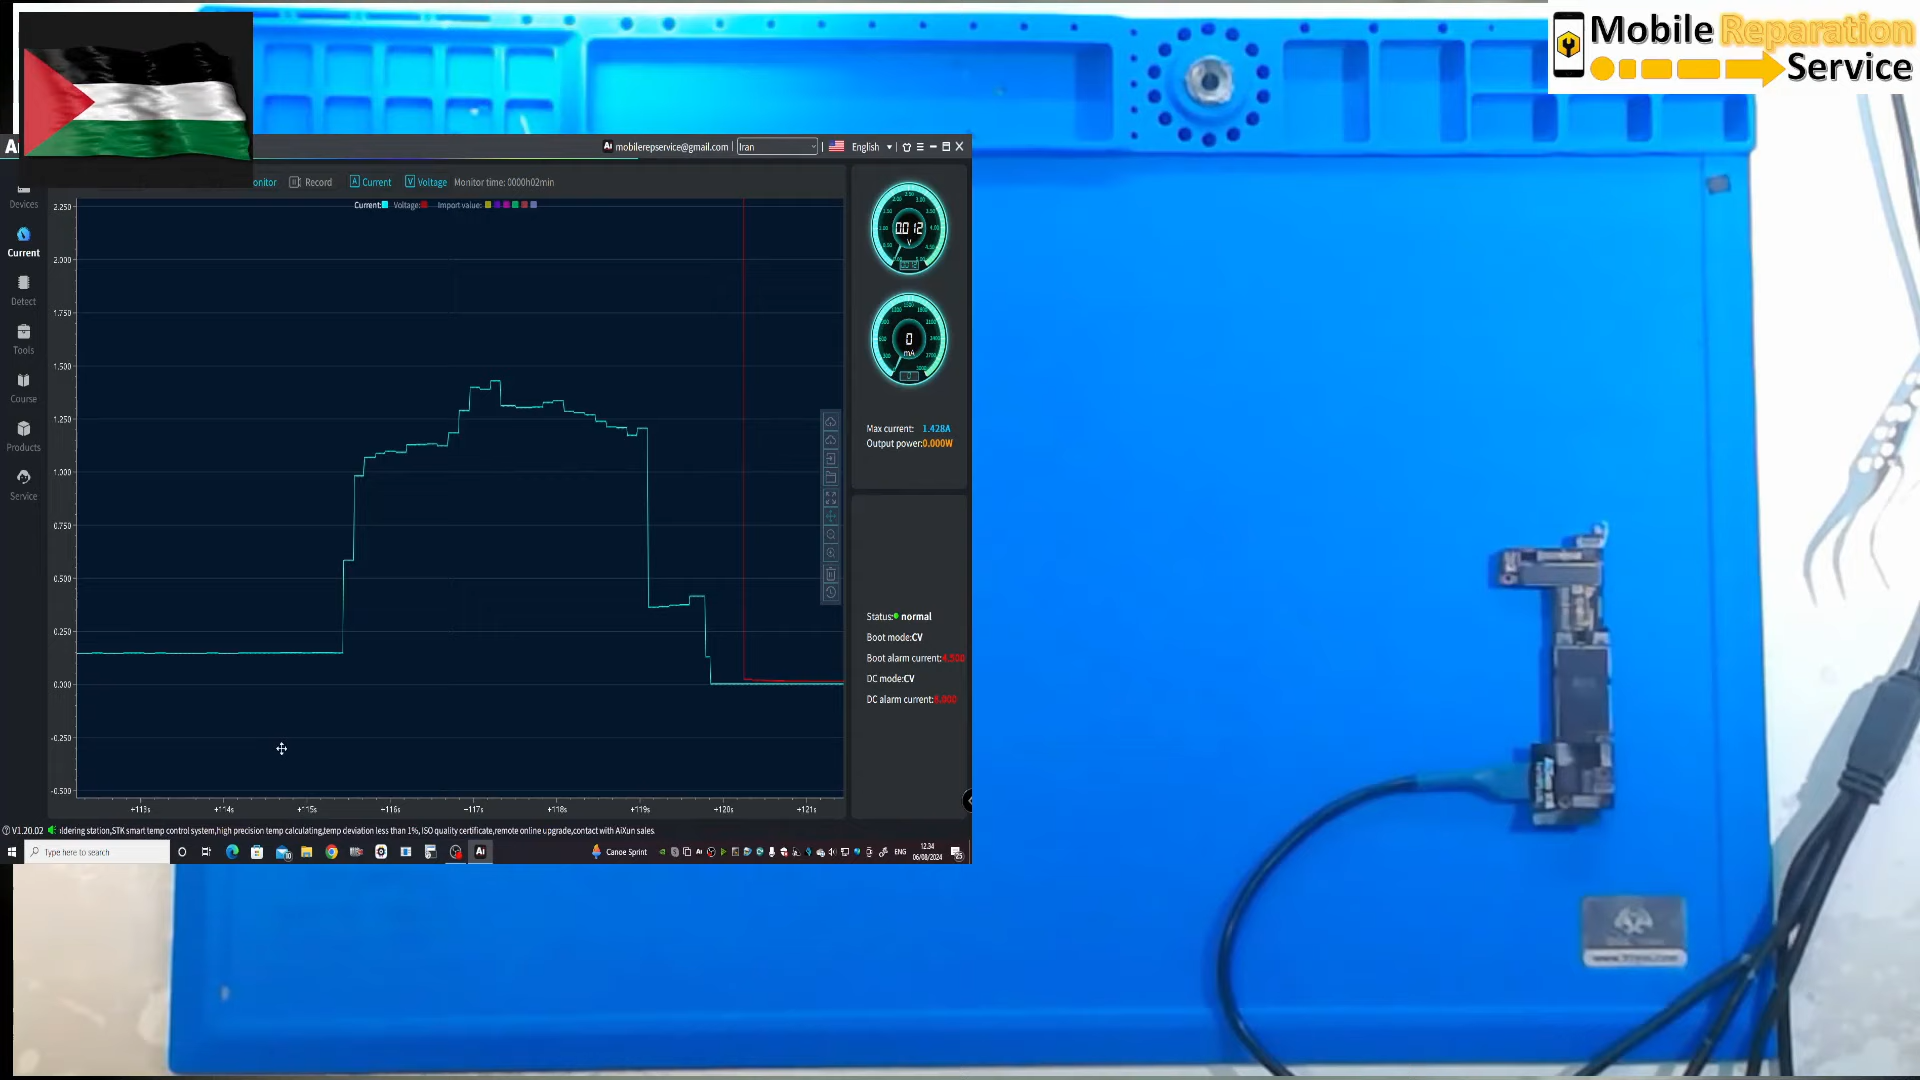 Mobile Reparation
Service
mobilerepservice@gmail.com
Iran
English
onitor
Record
Current
Voltage
Monitor time: 0000h02min
Current:
Voltage:
Import value:
Devices
Current
Detect
Tools
Course
Products
Service
2.250
2.000
1.750
1.500
1.250
1.000
0.750
0.500
0.250
0.000
-0.250
-0.500
+113s
+114s
+115s
+116s
+117s
+118s
+119s
+120s
+121s
0.012
V
0
mA
Max current: 1.428A
Output power:0.000W
Status: normal
Boot mode:CV
Boot alarm current:
DC mode:CV
DC alarm current:
V1.20.02
ldering station,STK smart temp control system,high precision temp calculating,temp deviation less than 1%, ISO quality certificate,remote online upgrade,contact with AiXun sales.
Type here to search
Canoe Sprint
ENG
12.34
06/08/2024